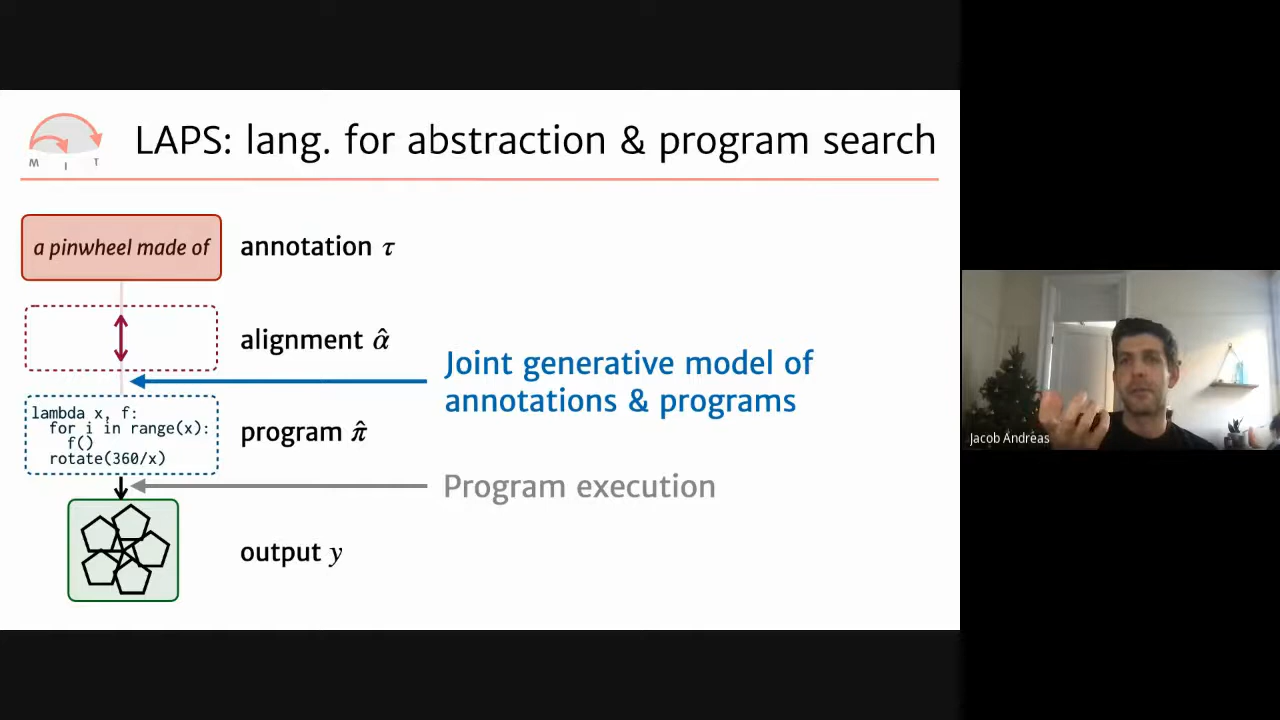 LAPS: lang. for abstraction & program search
M I T
a pinwheel made of
annotation τ
alignment α̂
Joint generative model of
annotations & programs
lambda x, f:
for i in range(x):
f()
rotate(360/x)
program π̂
Program execution
output y
Jacob Andreas